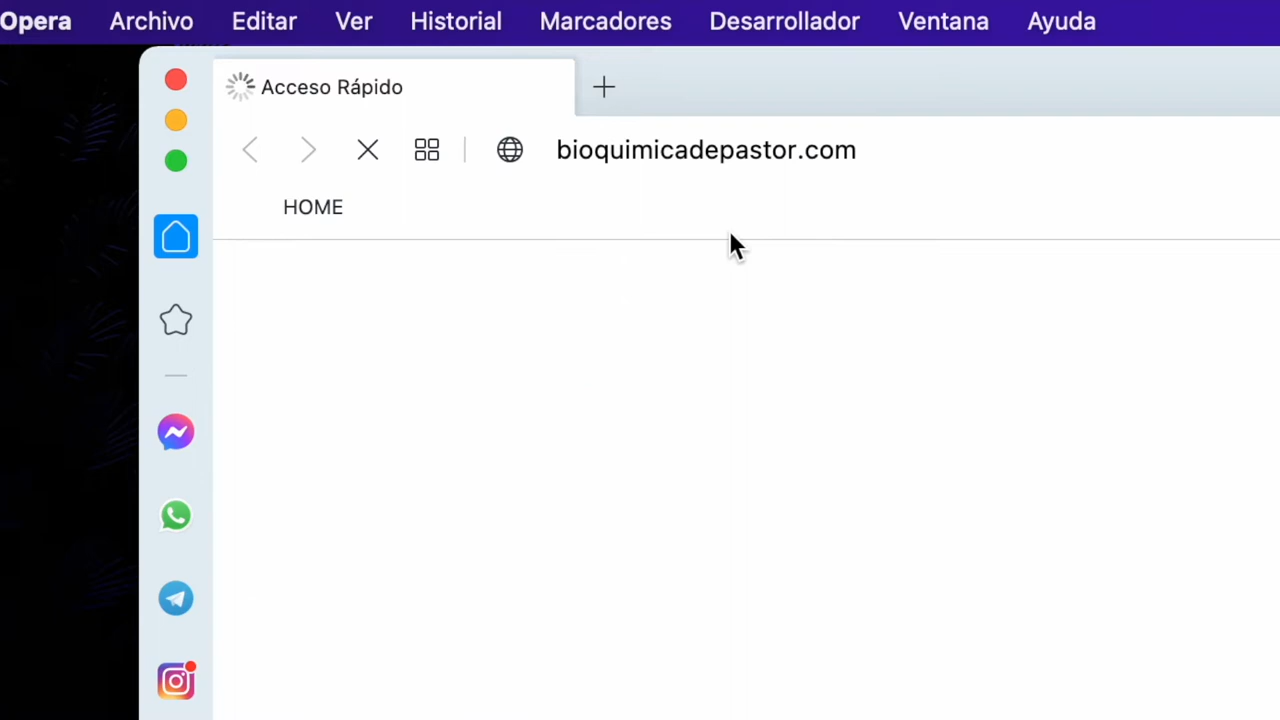 Opera Archivo Editar Ver Historial Marcadores Desarrollador Ventana Ayuda
Acceso Rápido
bioquimicadepastor.com
HOME